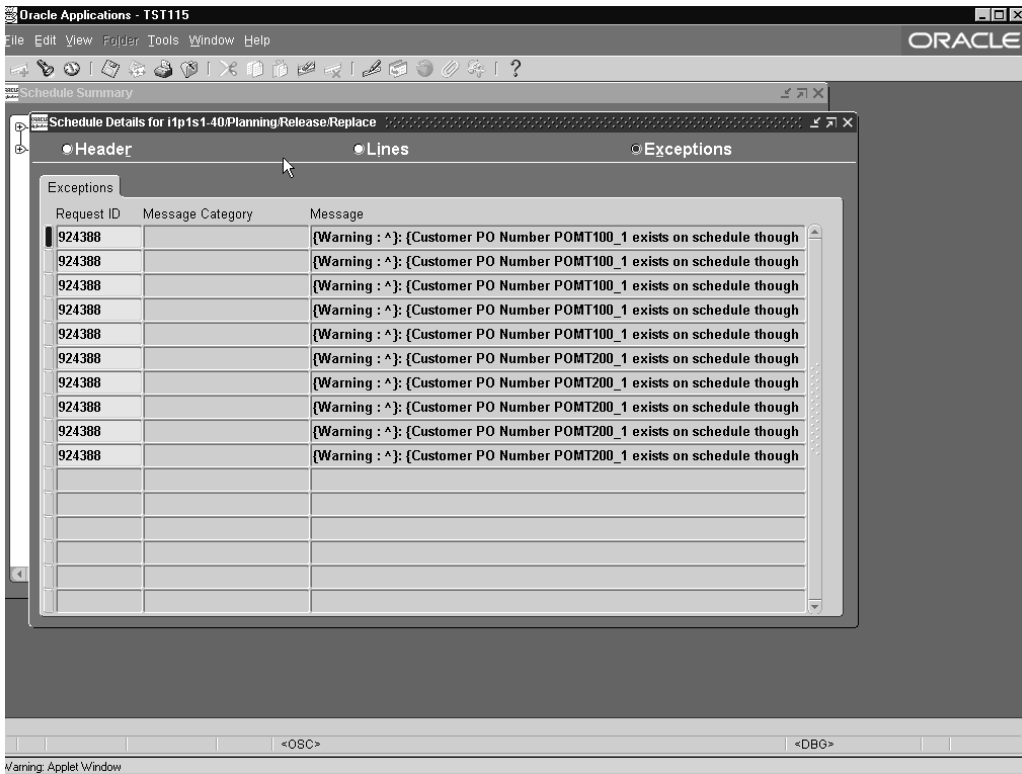 Oracle Applications - TST115
File Edit View Folder Tools Window Help
ORACLE
Schedule Summary
Schedule Details for i1p1s1-40/Planning/Release/Replace
Header Lines Exceptions
Exceptions
Request ID Message Category Message
924388 {Warning : ^}: {Customer PO Number POMT100_1 exists on schedule though
924388 {Warning : ^}: {Customer PO Number POMT100_1 exists on schedule though
924388 {Warning : ^}: {Customer PO Number POMT100_1 exists on schedule though
924388 {Warning : ^}: {Customer PO Number POMT100_1 exists on schedule though
924388 {Warning : ^}: {Customer PO Number POMT100_1 exists on schedule though
924388 {Warning : ^}: {Customer PO Number POMT200_1 exists on schedule though
924388 {Warning : ^}: {Customer PO Number POMT200_1 exists on schedule though
924388 {Warning : ^}: {Customer PO Number POMT200_1 exists on schedule though
924388 {Warning : ^}: {Customer PO Number POMT200_1 exists on schedule though
924388 {Warning : ^}: {Customer PO Number POMT200_1 exists on schedule though
<OSC> <DBG>
Warning: Applet Window